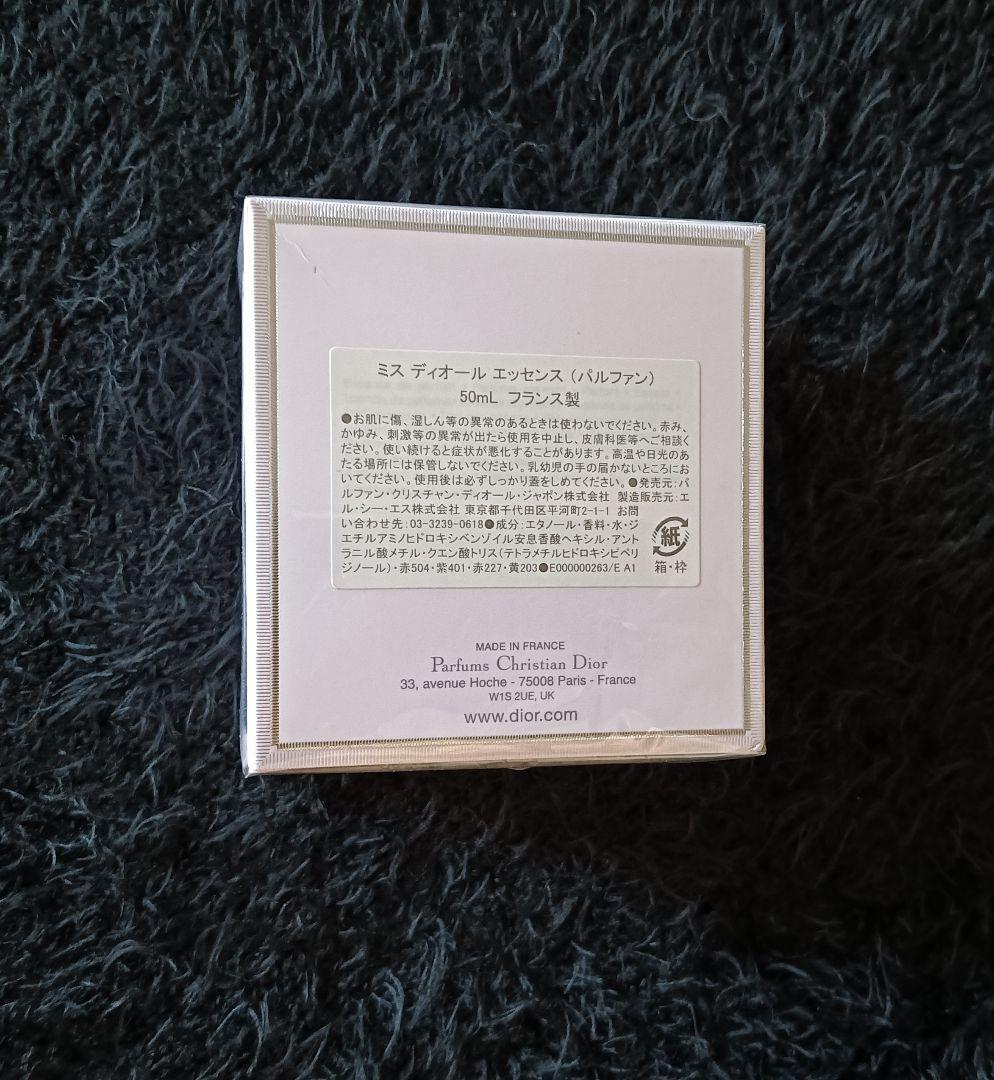 ミス ディオール エッセンス (パルファン)
50mL フランス製
●お肌に傷、湿しん等の異常のあるときは使わないでください。赤み、
かゆみ、刺激等の異常が出たら使用を中止し、皮膚科医等へご相談く
ださい。使い続けると症状が悪化することがあります。高温や日光のあ
たる場所には保管しないでください。乳幼児の手の届かないところにお
いてください。使用後は必ずしっかり蓋をしめてください。●発売元:パ
ルファン・クリスチャン・ディオール・ジャポン株式会社 製造販売元:エ
ル・シー・エス株式会社 東京都千代田区平河町2-1-1 お問
い合わせ先:03-3239-0618●成分:エタノール・香料・水・ジ
エチルアミノヒドロキシベンゾイル安息香酸ヘキシル・アント
ラニル酸メチル・クエン酸トリス(テトラメチルヒドロキシピペリ
ジノール)・赤504・紫401・赤227・黄203●E000000263/E A1
紙
箱・枠
MADE IN FRANCE
Parfums Christian Dior
33, avenue Hoche - 75008 Paris - France
W1S 2UE, UK
www.dior.com